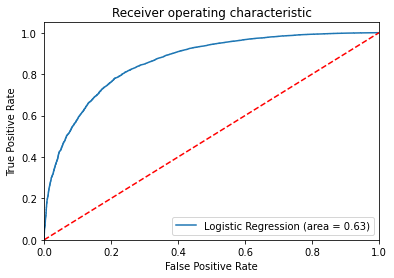 Receiver operating characteristic
True Positive Rate
1.0
0.8
0.6
0.4
0.2
0.0
Logistic Regression (area = 0.63)
0.0 0.2 0.4 0.6 0.8 1.0
False Positive Rate